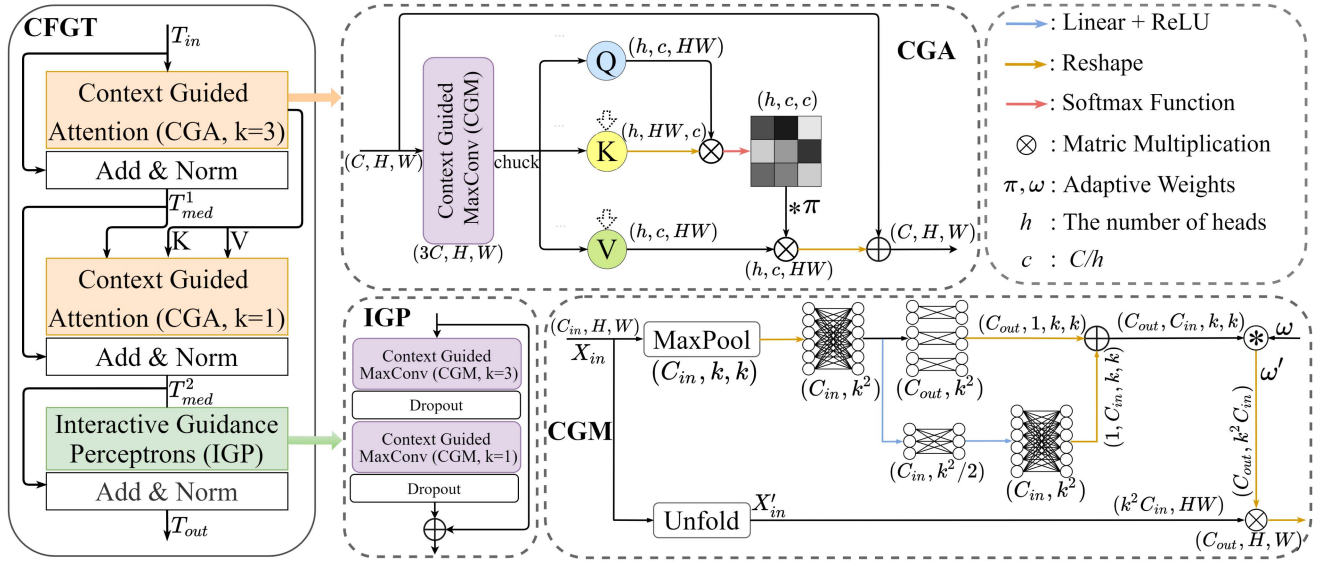 CFGT
T_in
Context Guided
Attention (CGA, k=3)
Add & Norm
T^1_med
K
V
Context Guided
Attention (CGA, k=1)
Add & Norm
T^2_med
Interactive Guidance
Perceptrons (IGP)
Add & Norm
T_out
CGA
(C, H, W)
Context Guided
MaxConv (CGM)
(3C, H, W)
chuck
...
Q
(h, c, HW)
...
K
(h, HW, c)
(h, c, c)
*π
...
V
(h, c, HW)
(h, c, HW)
(C, H, W)
: Linear + ReLU
: Reshape
: Softmax Function
: Matric Multiplication
π, ω : Adaptive Weights
h : The number of heads
c : C/h
IGP
Context Guided
MaxConv (CGM, k=3)
Dropout
Context Guided
MaxConv (CGM, k=1)
Dropout
CGM
(C_in, H, W)
X_in
MaxPool
(C_in, k, k)
(C_in, k^2)
(C_out, k^2)
(C_out, 1, k, k)
(C_out, C_in, k, k)
*
ω
ω′
(1, C_in, k, k)
(C_in, k^2/2)
(C_in, k^2)
(C_out, k^2 C_in)
Unfold
X′_in
(k^2 C_in, HW)
(C_out, H, W)